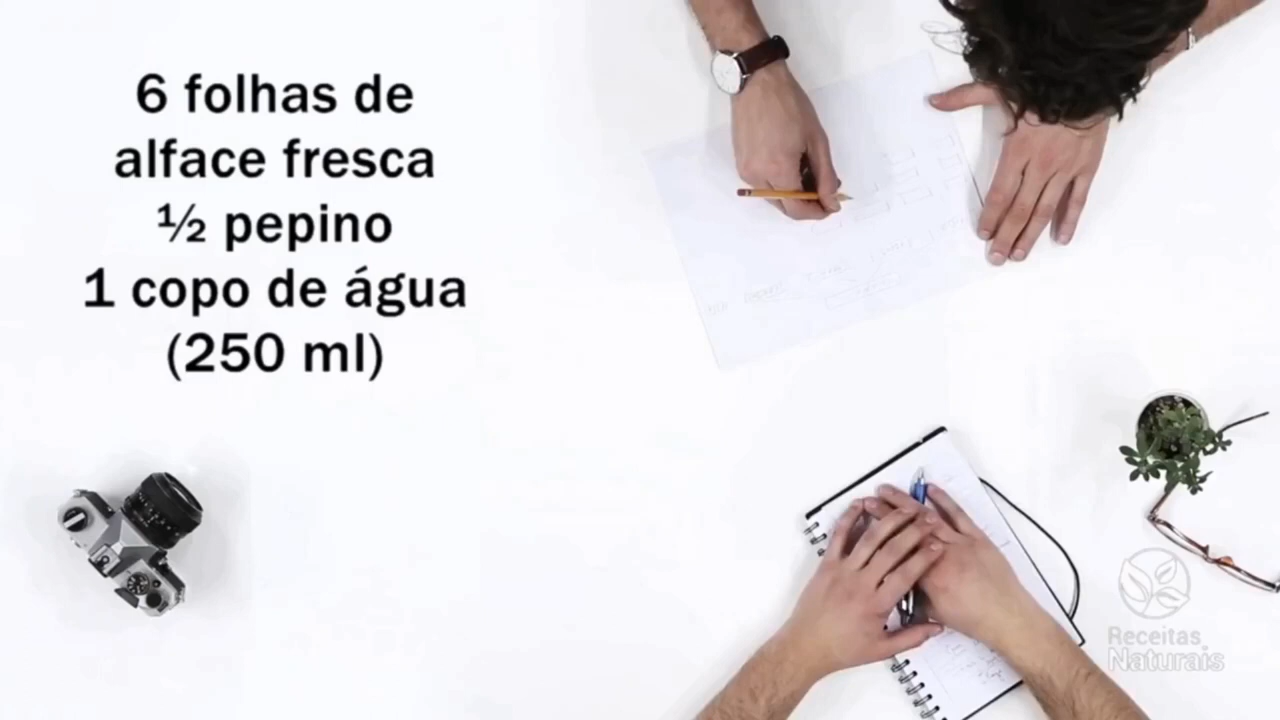 6 folhas de
alface fresca
½ pepino
1 copo de água
(250 ml)
Receitas
Naturais